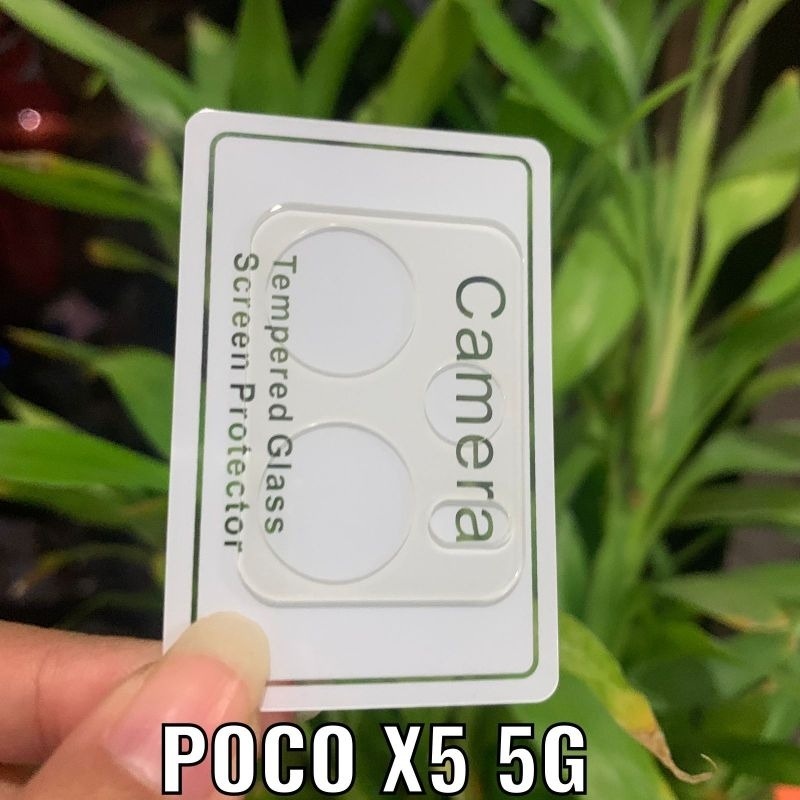 Camera
Tempered Glass
Screen Protector
POCO X5 5G